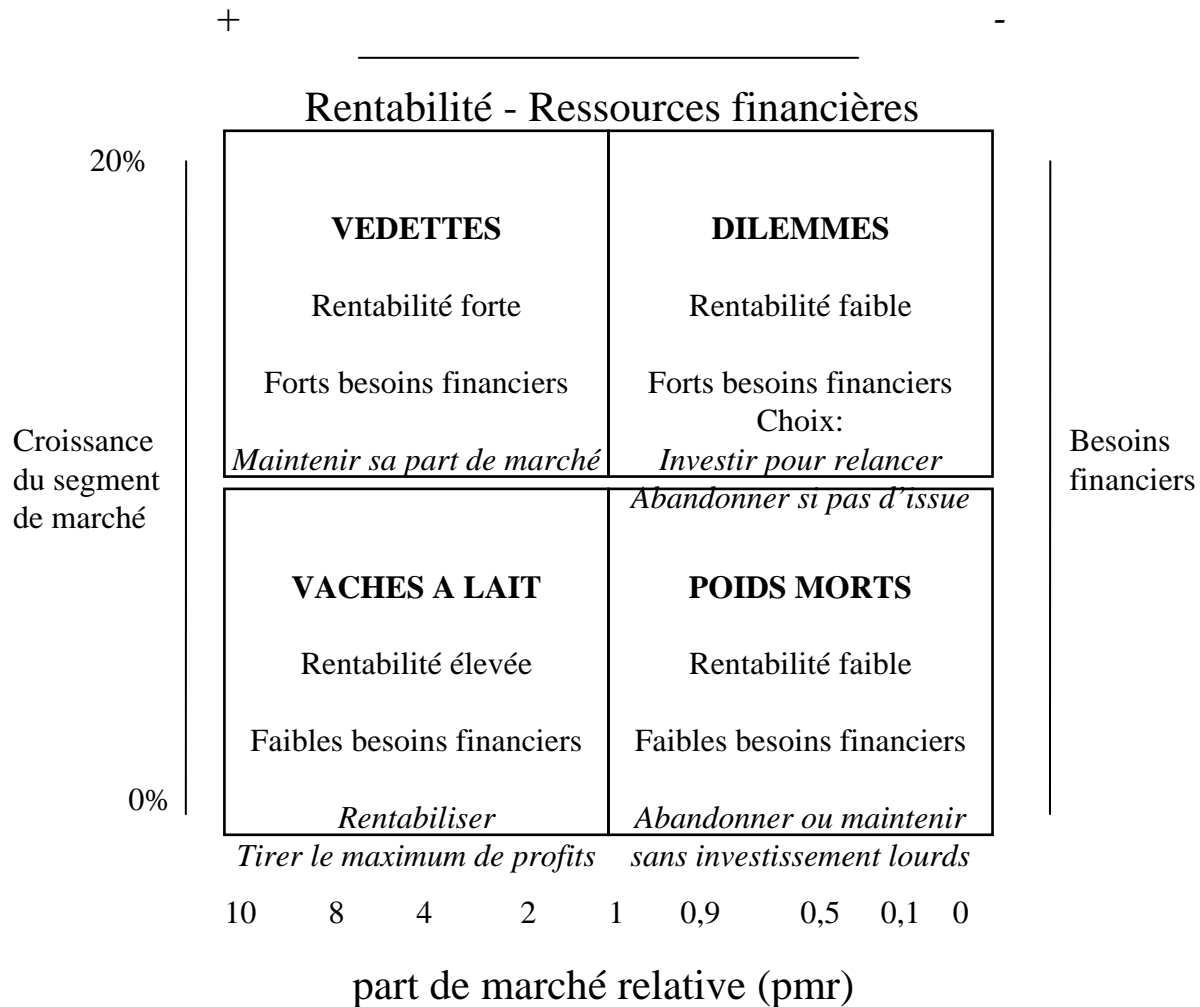 + -
Rentabilité - Ressources financières
20%
VEDETTES
DILEMMES
Rentabilité forte
Rentabilité faible
Forts besoins financiers
Forts besoins financiers
Choix:
Croissance
du segment
de marché
Maintenir sa part de marché
Investir pour relancer
Abandonner si pas d'issue
Besoins
financiers
VACHES A LAIT
POIDS MORTS
Rentabilité élevée
Rentabilité faible
Faibles besoins financiers
Faibles besoins financiers
0%
Rentabiliser
Tirer le maximum de profits
Abandonner ou maintenir
sans investissement lourds
10 8 4 2 1 0,9 0,5 0,1 0
part de marché relative (pmr)